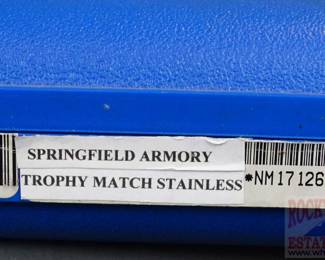 SPRINGFIELD ARMORY
TROPHY MATCH STAINLESS
*NM17126